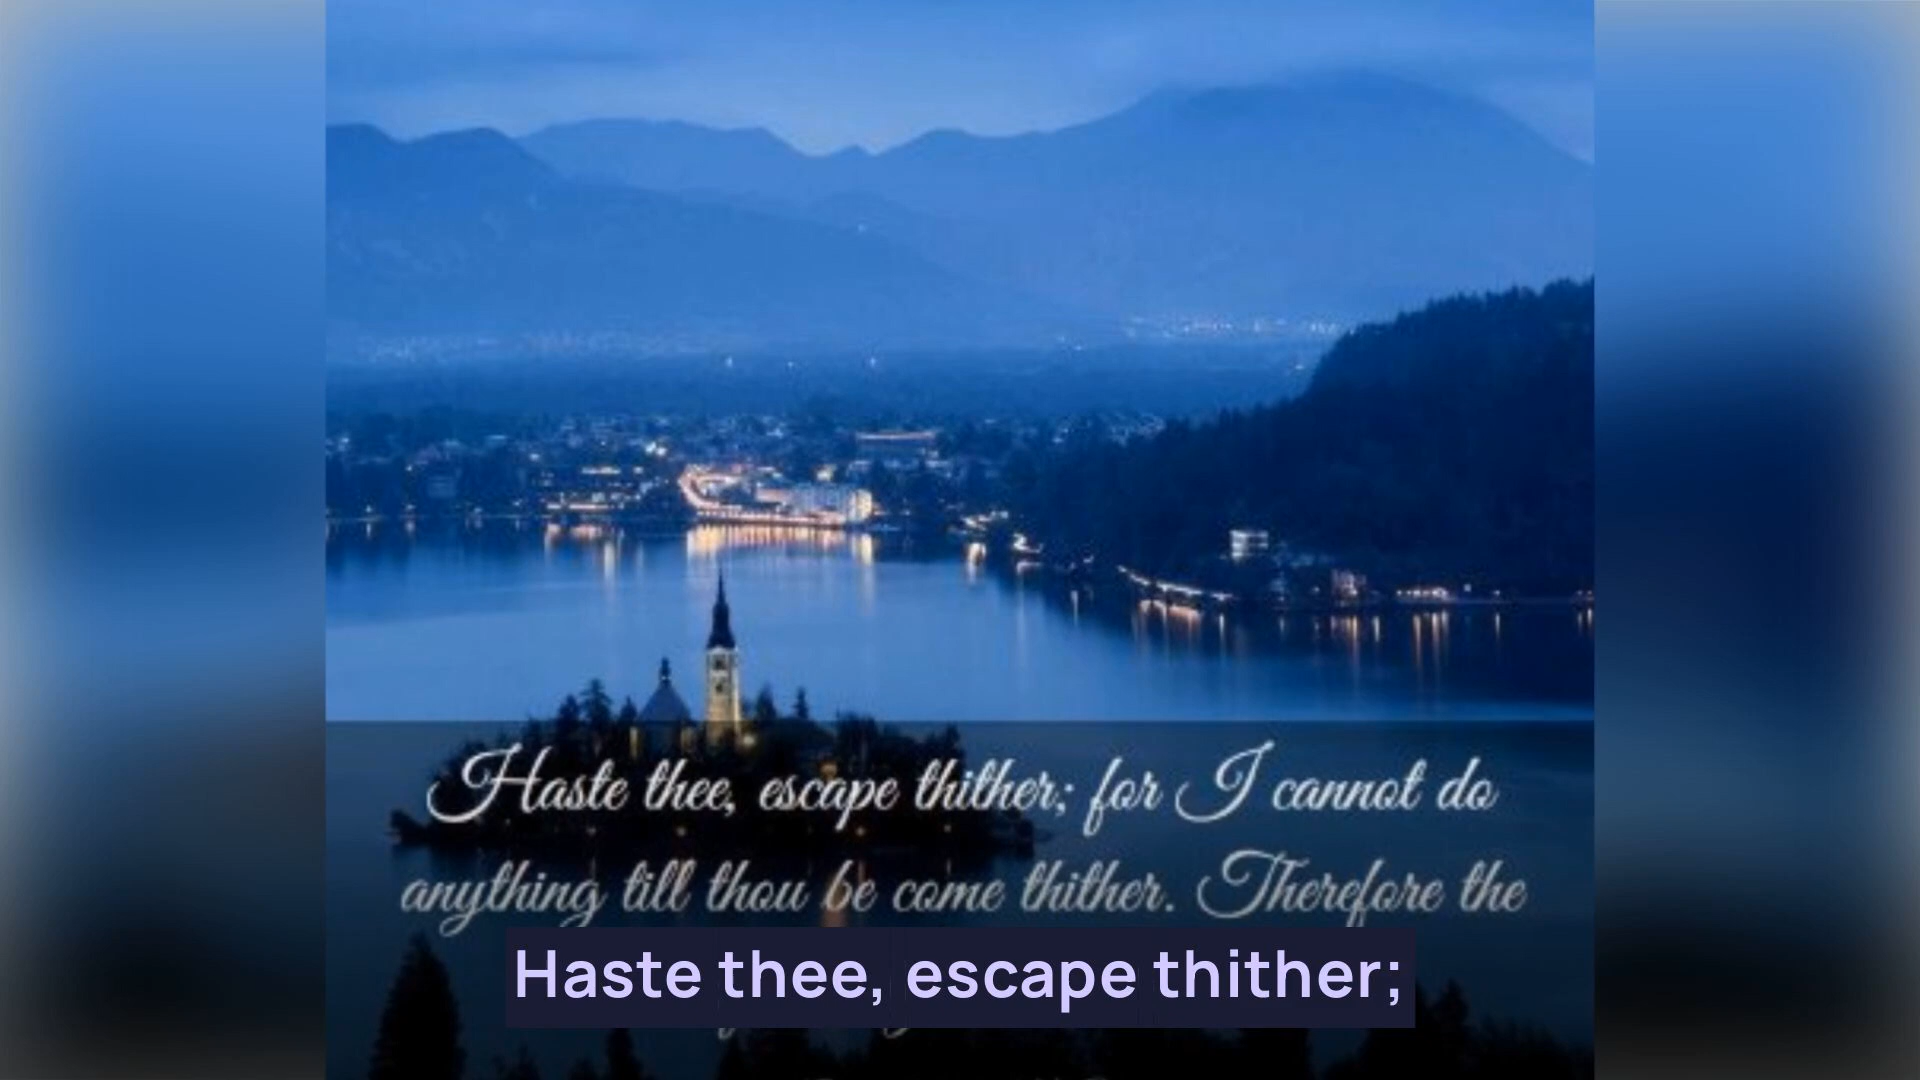 Haste thee, escape thither; for I cannot do
anything till thou be come thither. Therefore the
Haste thee, escape thither;